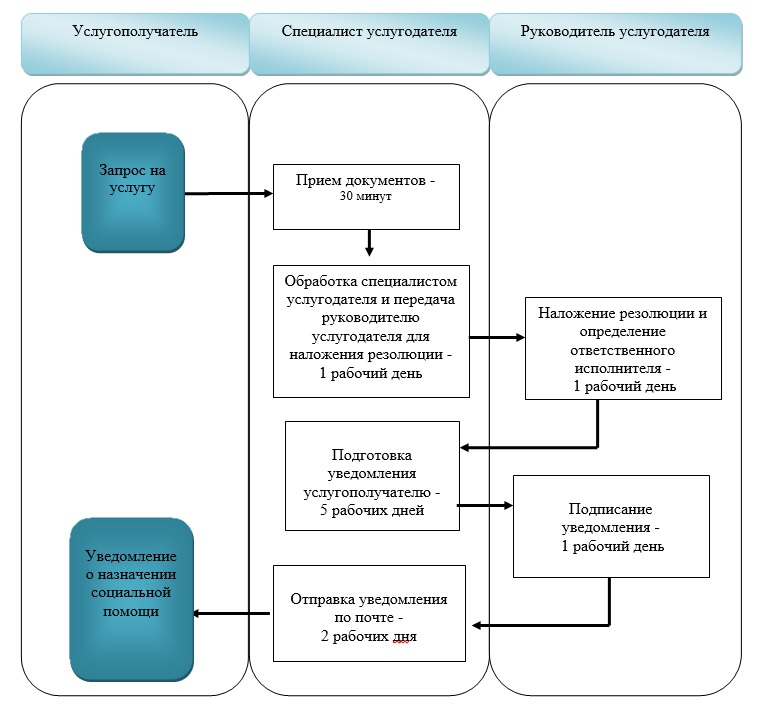 Услугополучатель
Специалист услугодателя
Руководитель услугодателя
Запрос на
услугу
Прием документов -
30 минут
Обработка специалистом
услугодателя и передача
руководителю
услугодателя для
наложения резолюции -
1 рабочий день
Наложение резолюции и
определение
ответственного
исполнителя -
1 рабочий день
Подготовка
уведомления
услугополучателю -
5 рабочих дней
Подписание
уведомления -
1 рабочий день
Отправка уведомления
по почте -
2 рабочих дня
Уведомление
о назначении
социальной
помощи